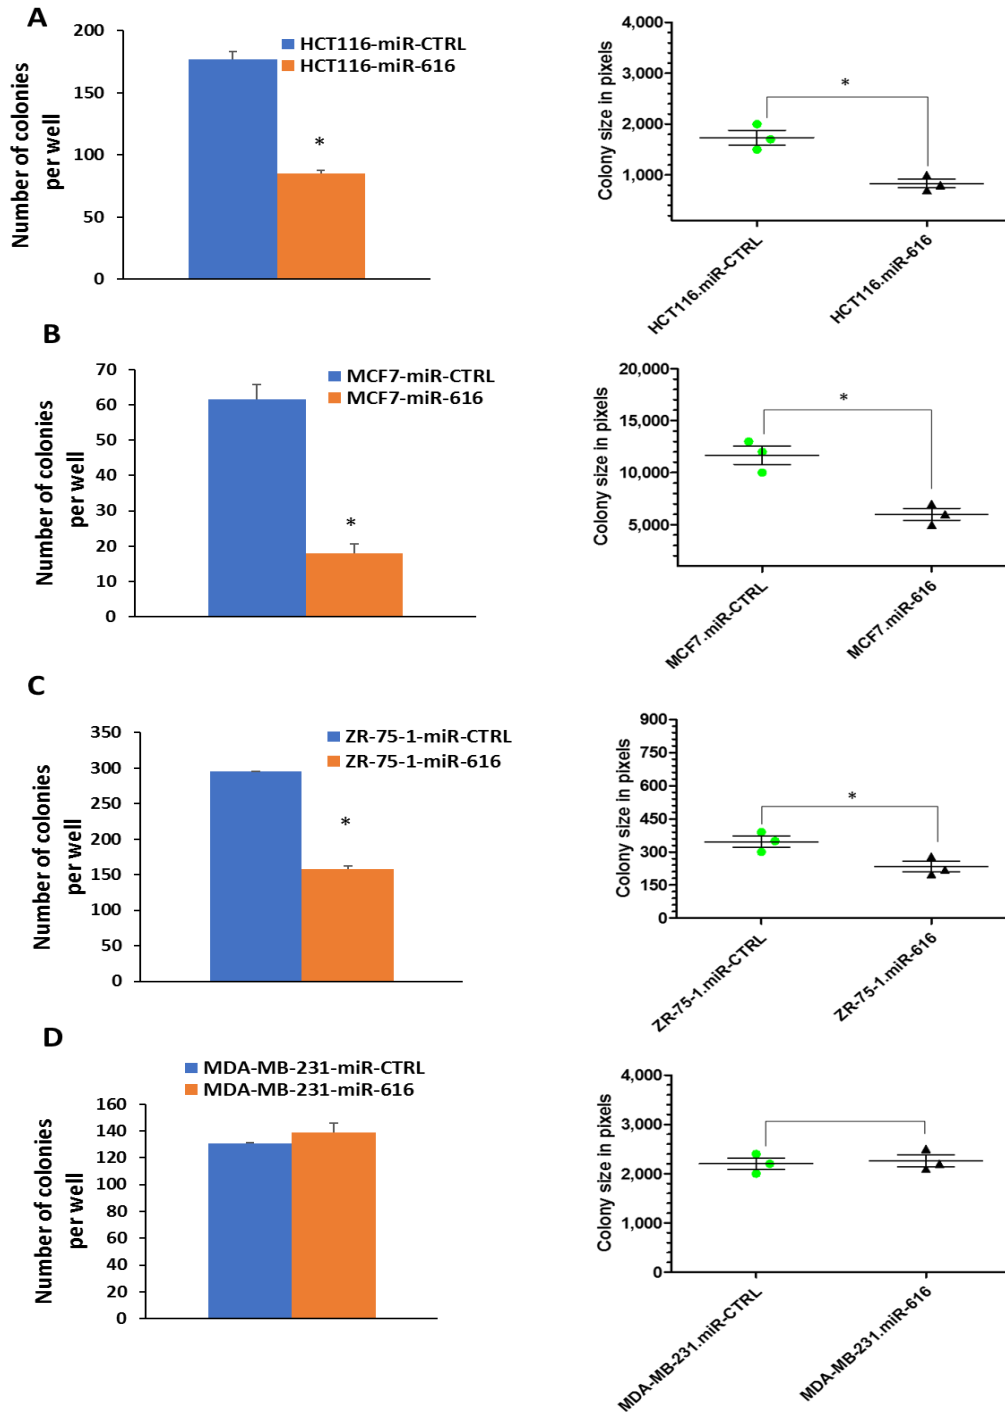 A
Number of colonies
per well
200
150
100
50
0
HCT116-miR-CTRL
HCT116-miR-616
*
Colony size in pixels
4,000
3,000
2,000
1,000
*
HCT116.miR-CTRL
HCT116.miR-616
B
Number of colonies
per well
70
60
50
40
30
20
10
0
MCF7-miR-CTRL
MCF7-miR-616
*
Colony size in pixels
20,000
15,000
10,000
5,000
*
MCF7.miR-CTRL
MCF7.miR-616
C
Number of colonies
per well
350
300
250
200
150
100
50
0
ZR-75-1-miR-CTRL
ZR-75-1-miR-616
*
Colony size in pixels
900
750
600
450
300
150
0
*
ZR-75-1.miR-CTRL
ZR-75-1.miR-616
D
Number of colonies
per well
160
140
120
100
80
60
40
20
0
MDA-MB-231-miR-CTRL
MDA-MB-231-miR-616
Colony size in pixels
4,000
3,000
2,000
1,000
0
MDA-MB-231.miR-CTRL
MDA-MB-231.miR-616